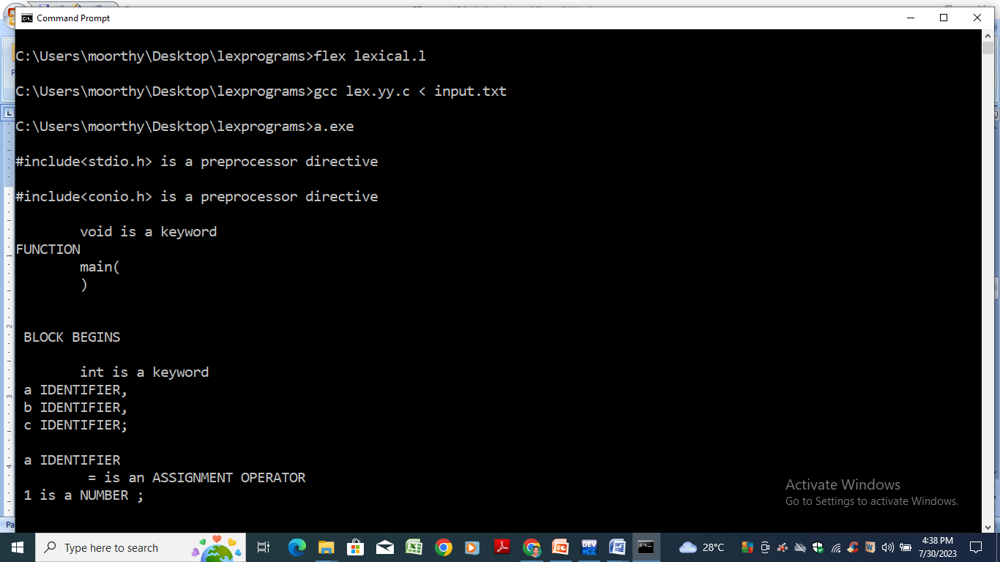 Command Prompt
C:\Users\moorthy\Desktop\lexprograms>flex lexical.l
C:\Users\moorthy\Desktop\lexprograms>gcc lex.yy.c < input.txt
C:\Users\moorthy\Desktop\lexprograms>a.exe
#include<stdio.h> is a preprocessor directive
#include<conio.h> is a preprocessor directive
void is a keyword
FUNCTION
main(
)
BLOCK BEGINS
int is a keyword
a IDENTIFIER,
b IDENTIFIER,
c IDENTIFIER;
a IDENTIFIER
= is an ASSIGNMENT OPERATOR
1 is a NUMBER ;
Activate Windows
Go to Settings to activate Windows.
Pa
Type here to search
DEV
28°C
4:38 PM
7/30/2023